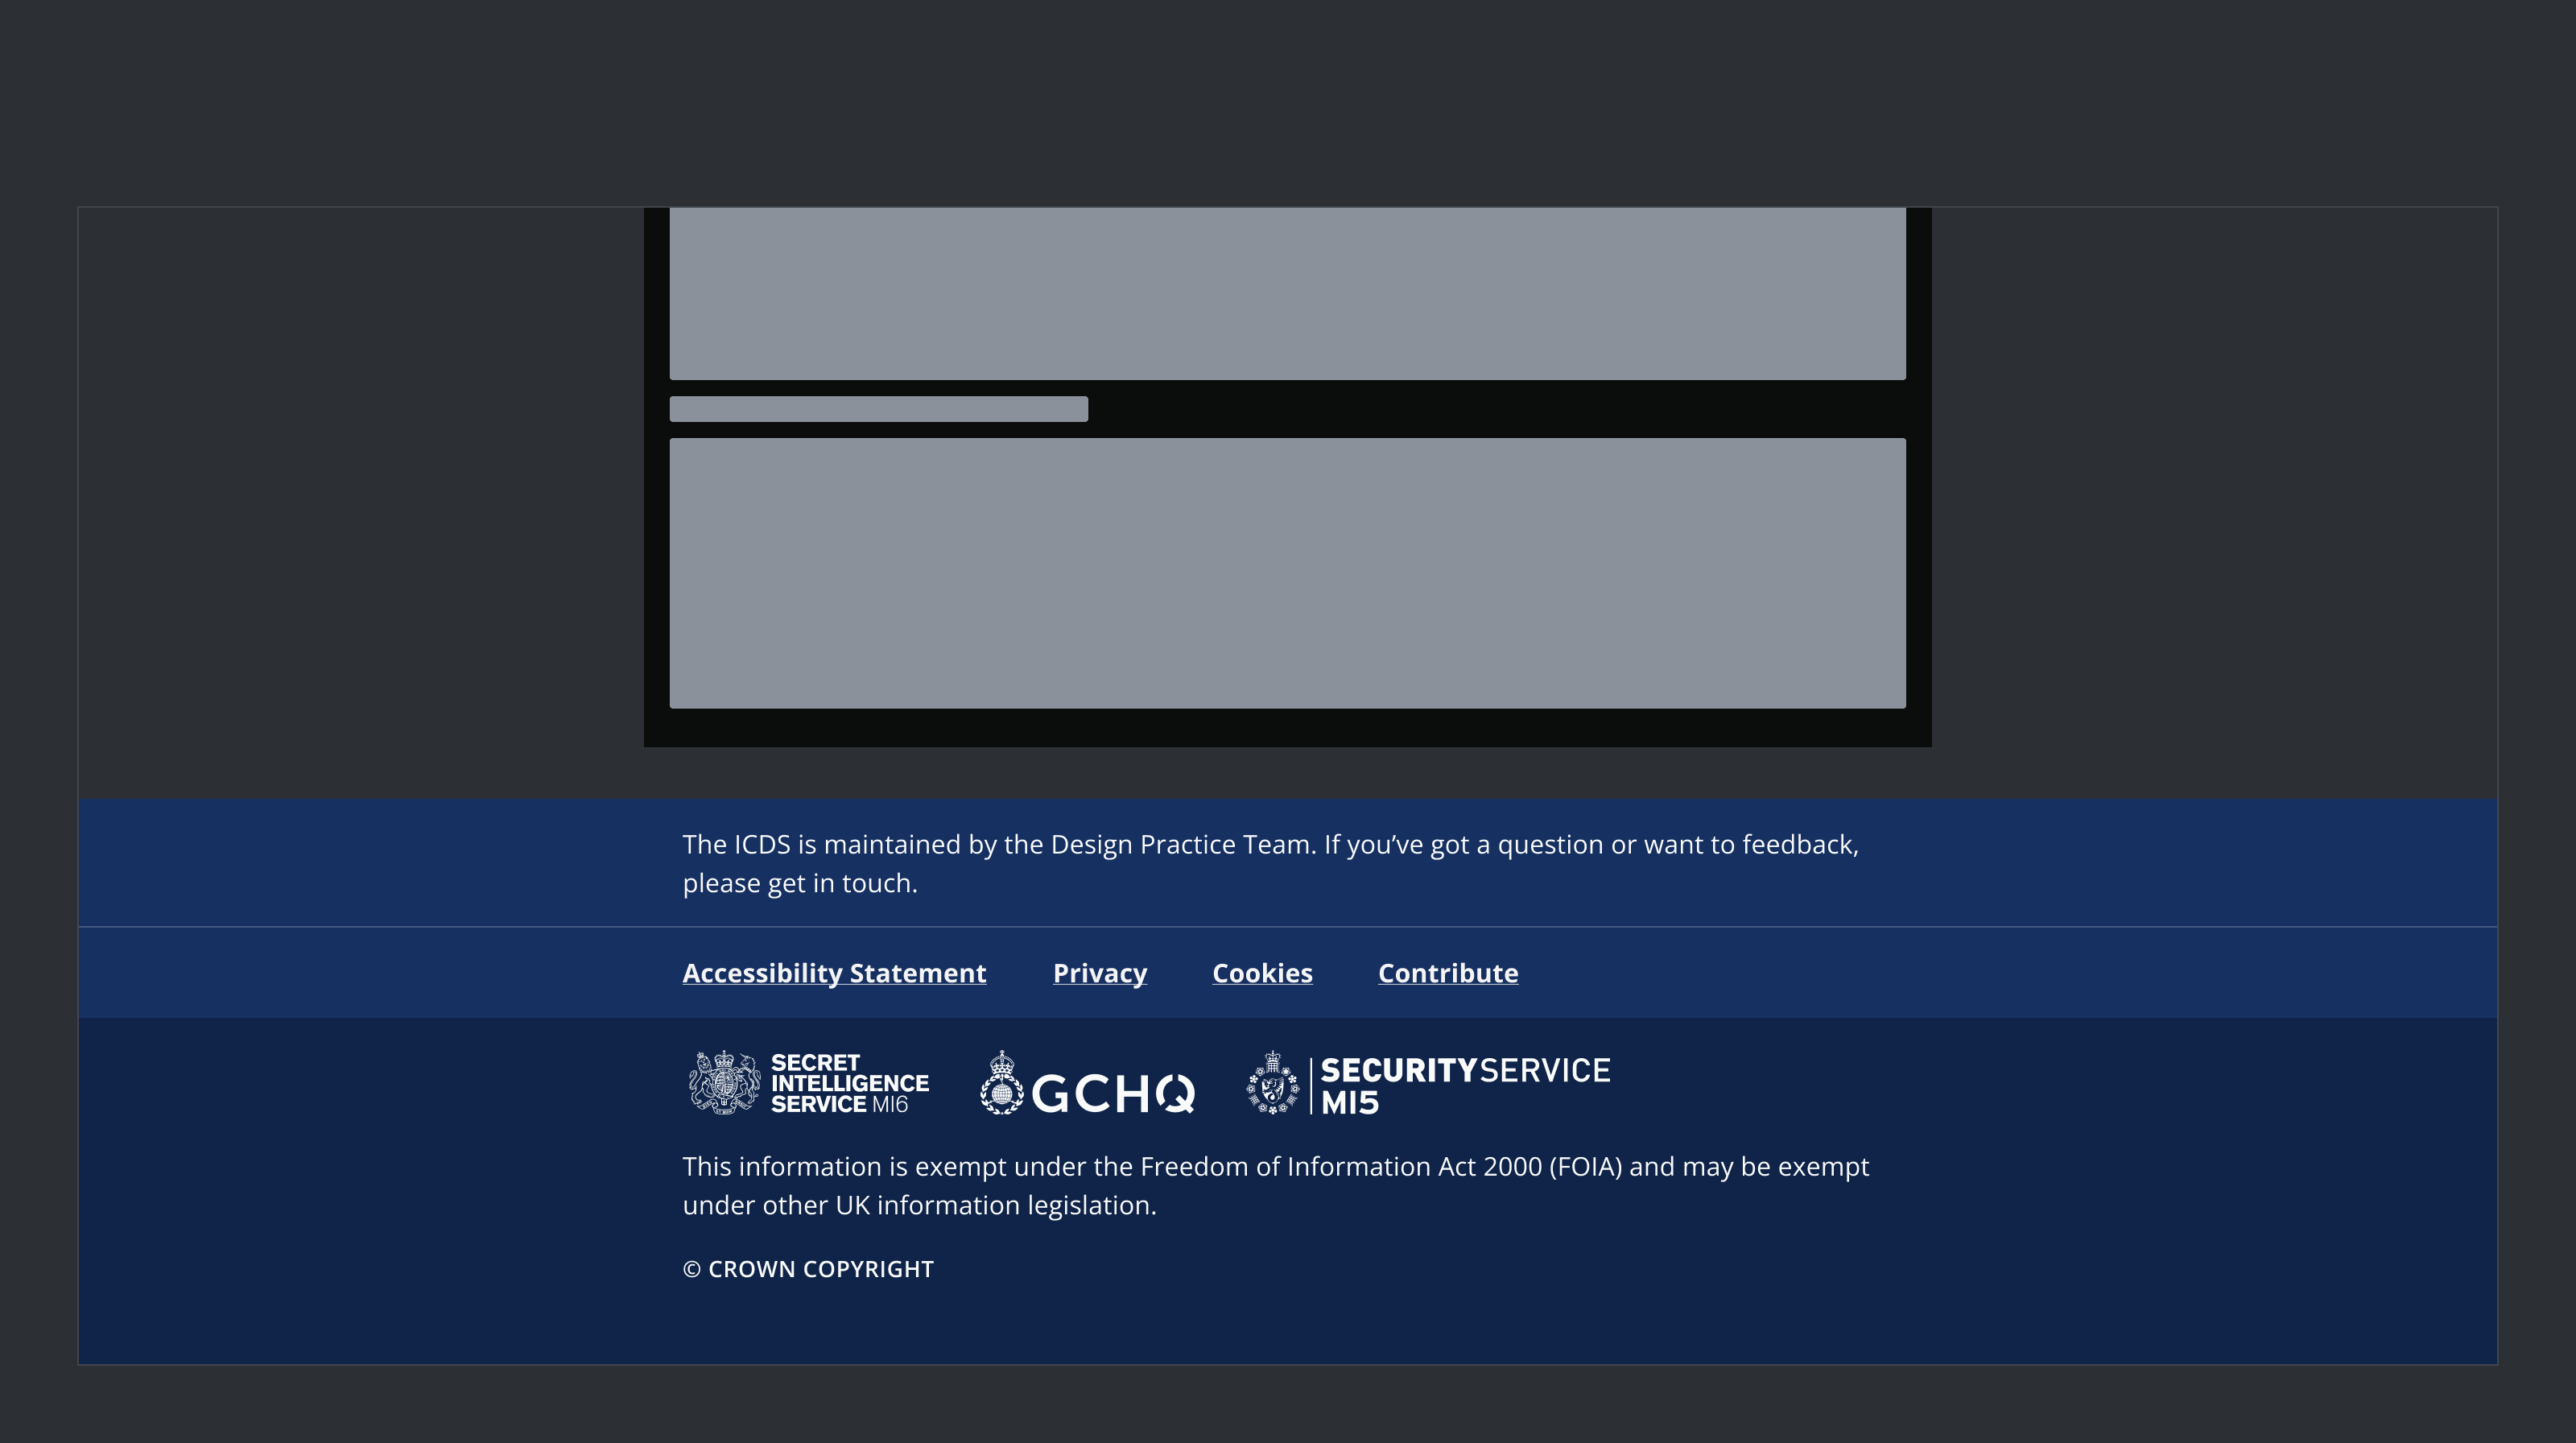 The ICDS is maintained by the Design Practice Team. If you’ve got a question or want to feedback,
please get in touch.
Accessibility Statement Privacy Cookies Contribute
SECRET
INTELLIGENCE
SERVICE MI6
GCHQ
SECURITYSERVICE
MI5
This information is exempt under the Freedom of Information Act 2000 (FOIA) and may be exempt
under other UK information legislation.
© CROWN COPYRIGHT